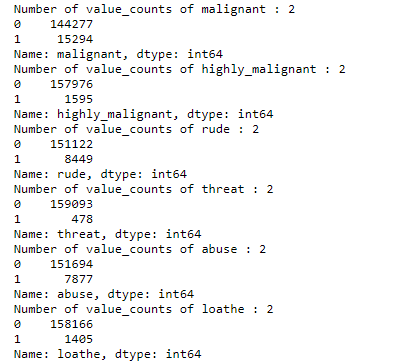 Number of value_counts of malignant : 2
0    144277
1     15294
Name: malignant, dtype: int64
Number of value_counts of highly_malignant : 2
0    157976
1      1595
Name: highly_malignant, dtype: int64
Number of value_counts of rude : 2
0    151122
1      8449
Name: rude, dtype: int64
Number of value_counts of threat : 2
0    159093
1       478
Name: threat, dtype: int64
Number of value_counts of abuse : 2
0    151694
1      7877
Name: abuse, dtype: int64
Number of value_counts of loathe : 2
0    158166
1      1405
Name: loathe, dtype: int64